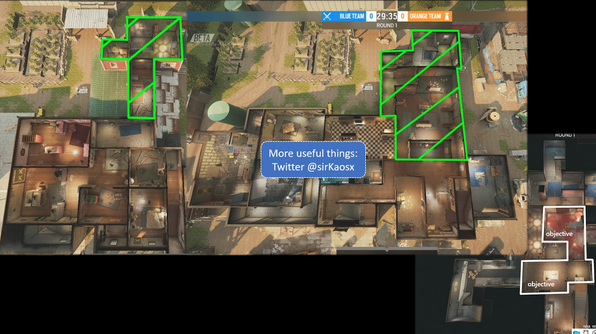 BLUE TEAM 0 29:35 0 ORANGE TEAM
ROUND 1
BETA
More useful things:
Twitter @sirKaosx
ROUND 1
objective
objective